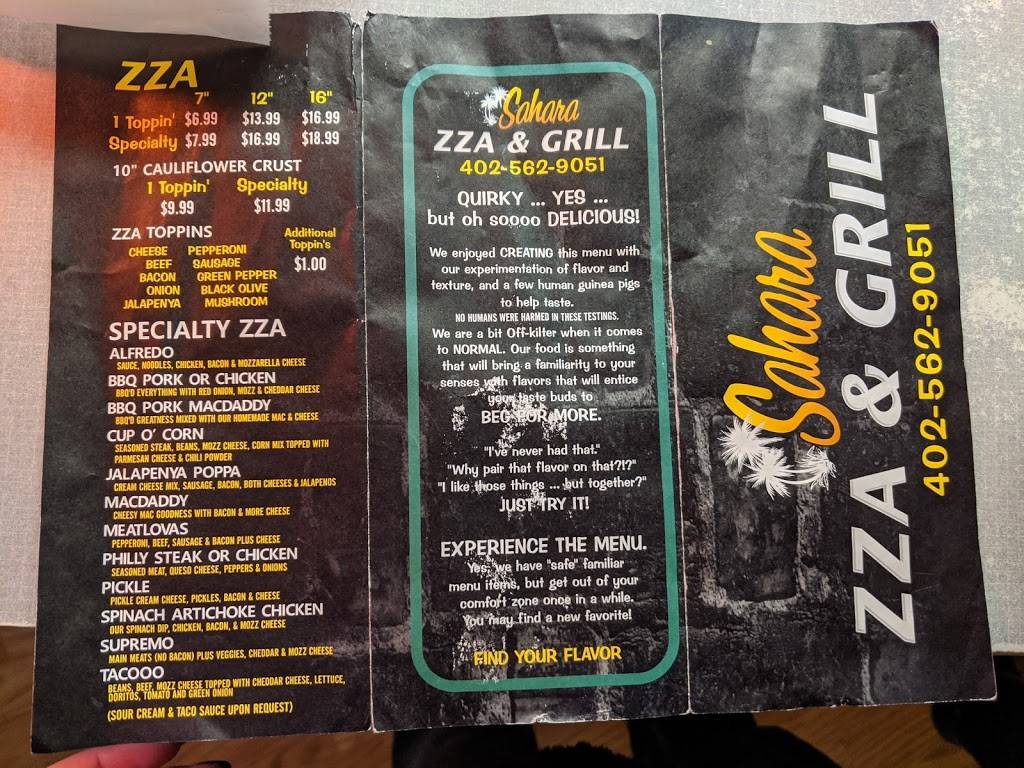 ZZA
7" 12" 16"
1 Toppin' $6.99 $13.99 $16.99
Specialty $7.99 $16.99 $18.99
10" CAULIFLOWER CRUST
1 Toppin' Specialty
$9.99 $11.99
ZZA TOPPINS
Additional
Toppin's
$1.00
CHEESE PEPPERONI
BEEF SAUSAGE
BACON GREEN PEPPER
ONION BLACK OLIVE
JALAPENYA MUSHROOM
SPECIALTY ZZA
ALFREDO
SAUCE, NOODLES, CHICKEN, BACON & MOZZARELLA CHEESE
BBQ PORK OR CHICKEN
BBQ'D EVERYTHING WITH RED ONION, MOZZ & CHEDDAR CHEESE
BBQ PORK MACDADDY
BBQ'D GREATNESS MIXED WITH OUR HOMEMADE MAC & CHEESE
CUP O' CORN
SEASONED STEAK, BEANS, MOZZ CHEESE, CORN MIX TOPPED WITH
PARMESAN CHEESE & CHILI POWDER
JALAPENYA POPPA
CREAM CHEESE MIX, SAUSAGE, BACON, BOTH CHEESES & JALAPENOS
MACDADDY
CHEESY MAC GOODNESS WITH BACON & MORE CHEESE
MEATLOVAS
PEPPERONI, BEEF, SAUSAGE & BACON PLUS CHEESE
PHILLY STEAK OR CHICKEN
SEASONED MEAT, QUESO CHEESE, PEPPERS & ONIONS
PICKLE
PICKLE CREAM CHEESE, PICKLES, BACON & CHEESE
SPINACH ARTICHOKE CHICKEN
OUR SPINACH DIP, CHICKEN, BACON, & MOZZ CHEESE
SUPREMO
MAIN MEATS (NO BACON) PLUS VEGGIES, CHEDDAR & MOZZ CHEESE
TACOOO
BEANS, BEEF, MOZZ CHEESE TOPPED WITH CHEDDAR CHEESE, LETTUCE,
DORITOS, TOMATO AND GREEN ONION
(SOUR CREAM & TACO SAUCE UPON REQUEST)
Sahara
ZZA & GRILL
402-562-9051
QUIRKY ... YES ...
but oh soooo DELICIOUS!
We enjoyed CREATING this menu with
our experimentation of flavor and
texture, and a few human guinea pigs
to help taste.
NO HUMANS WERE HARMED IN THESE TESTINGS.
We are a bit Off-kilter when it comes
to NORMAL. Our food is something
that will bring a familiarity to your
senses with flavors that will entice
your taste buds to
BEG FOR MORE.
"I've never had that."
"Why pair that flavor on that?!?"
"I like those things ... but together?"
JUST TRY IT!
EXPERIENCE THE MENU.
Yes, we have "safe" familiar
menu items, but get out of your
comfort zone once in a while.
You may find a new favorite!
FIND YOUR FLAVOR
Sahara
ZZA & GRILL
402-562-9051